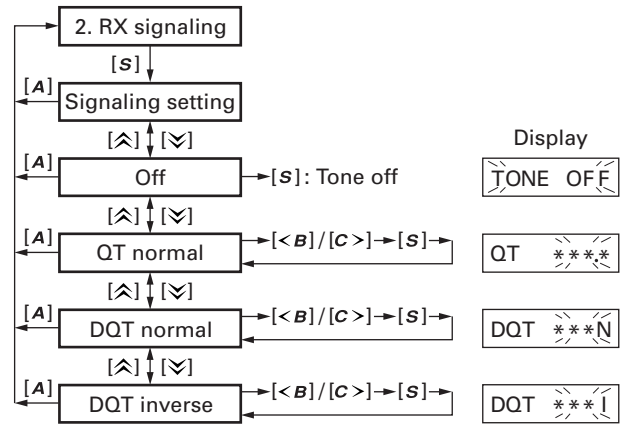 2. RX signaling
[S]
[A] Signaling setting
[︽] [︾] Display
[A] Off [S]: Tone off TONE OFF
[︽] [︾]
[A] QT normal [<B]/[C>] [S] QT ***.*
[︽] [︾]
[A] DQT normal [<B]/[C>] [S] DQT ***N
[︽] [︾]
[A] DQT inverse [<B]/[C>] [S] DQT ***I